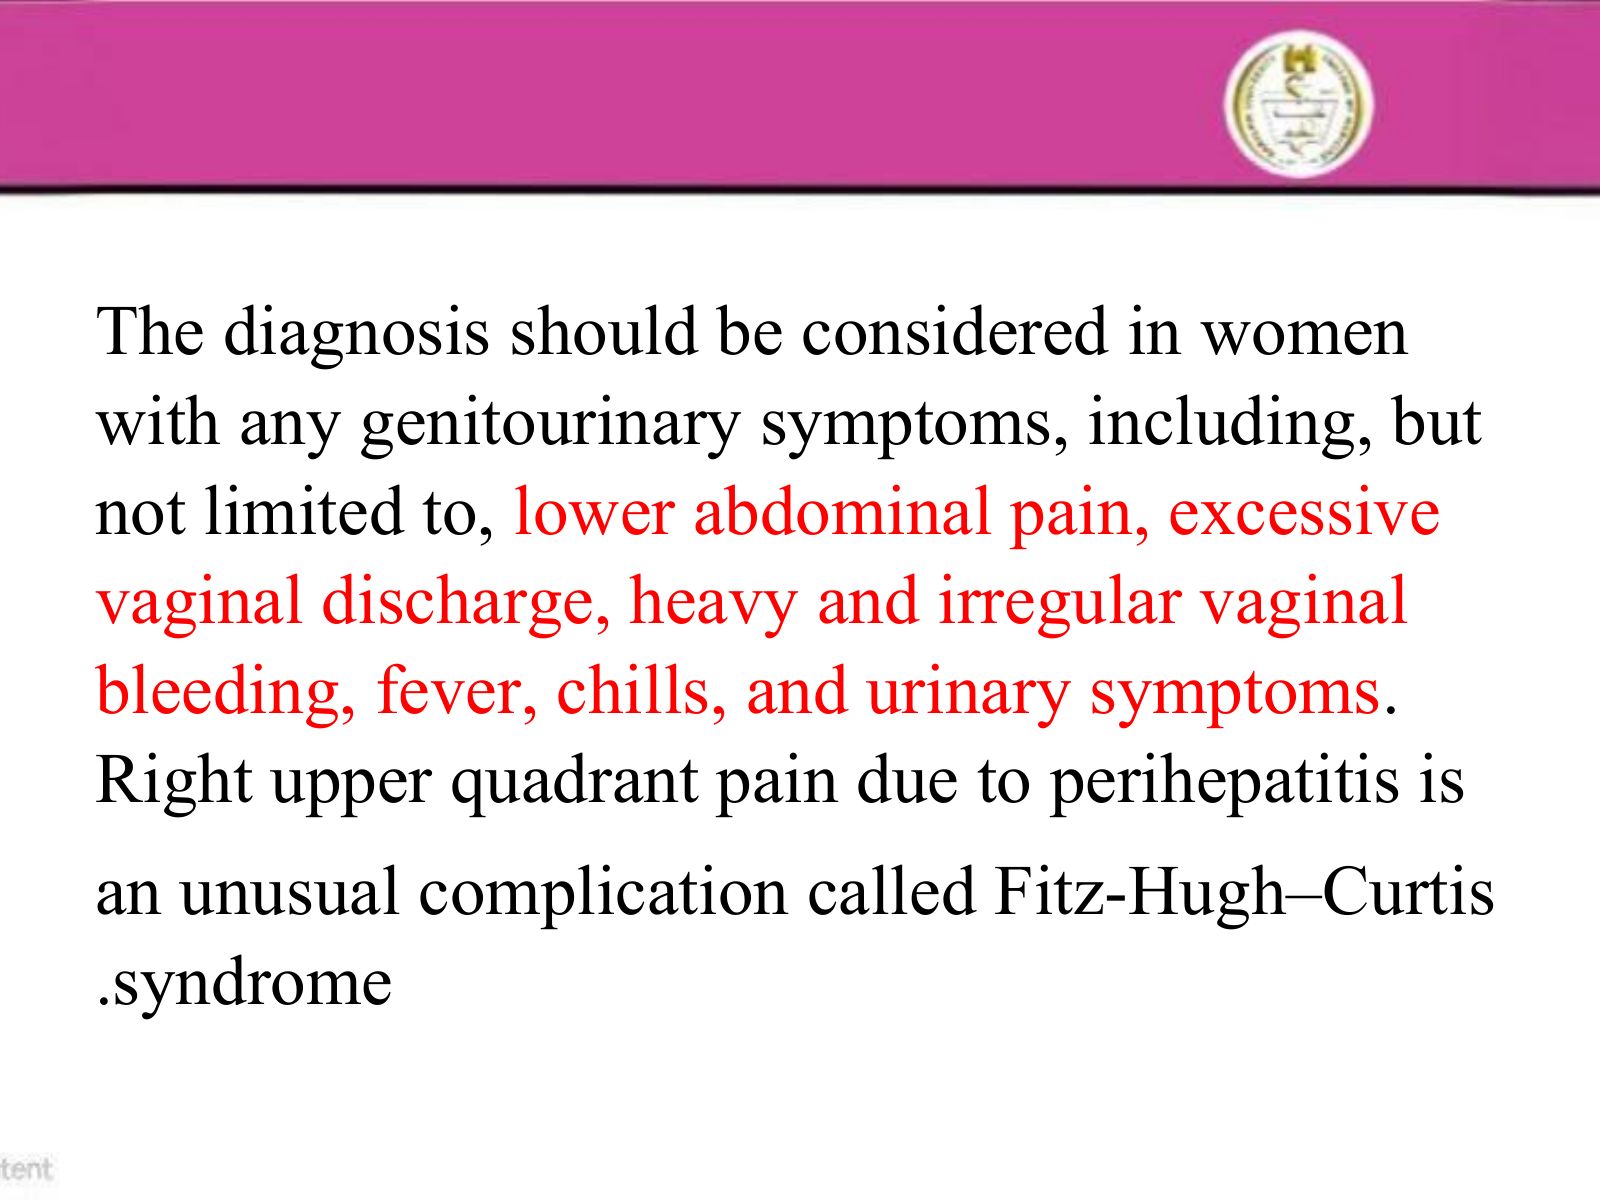 The diagnosis should be considered in women
with any genitourinary symptoms, including, but
not limited to, lower abdominal pain, excessive
vaginal discharge, heavy and irregular vaginal
bleeding, fever, chills, and urinary symptoms.
Right upper quadrant pain due to perihepatitis is
an unusual complication called Fitz-Hugh–Curtis
.syndrome
tent